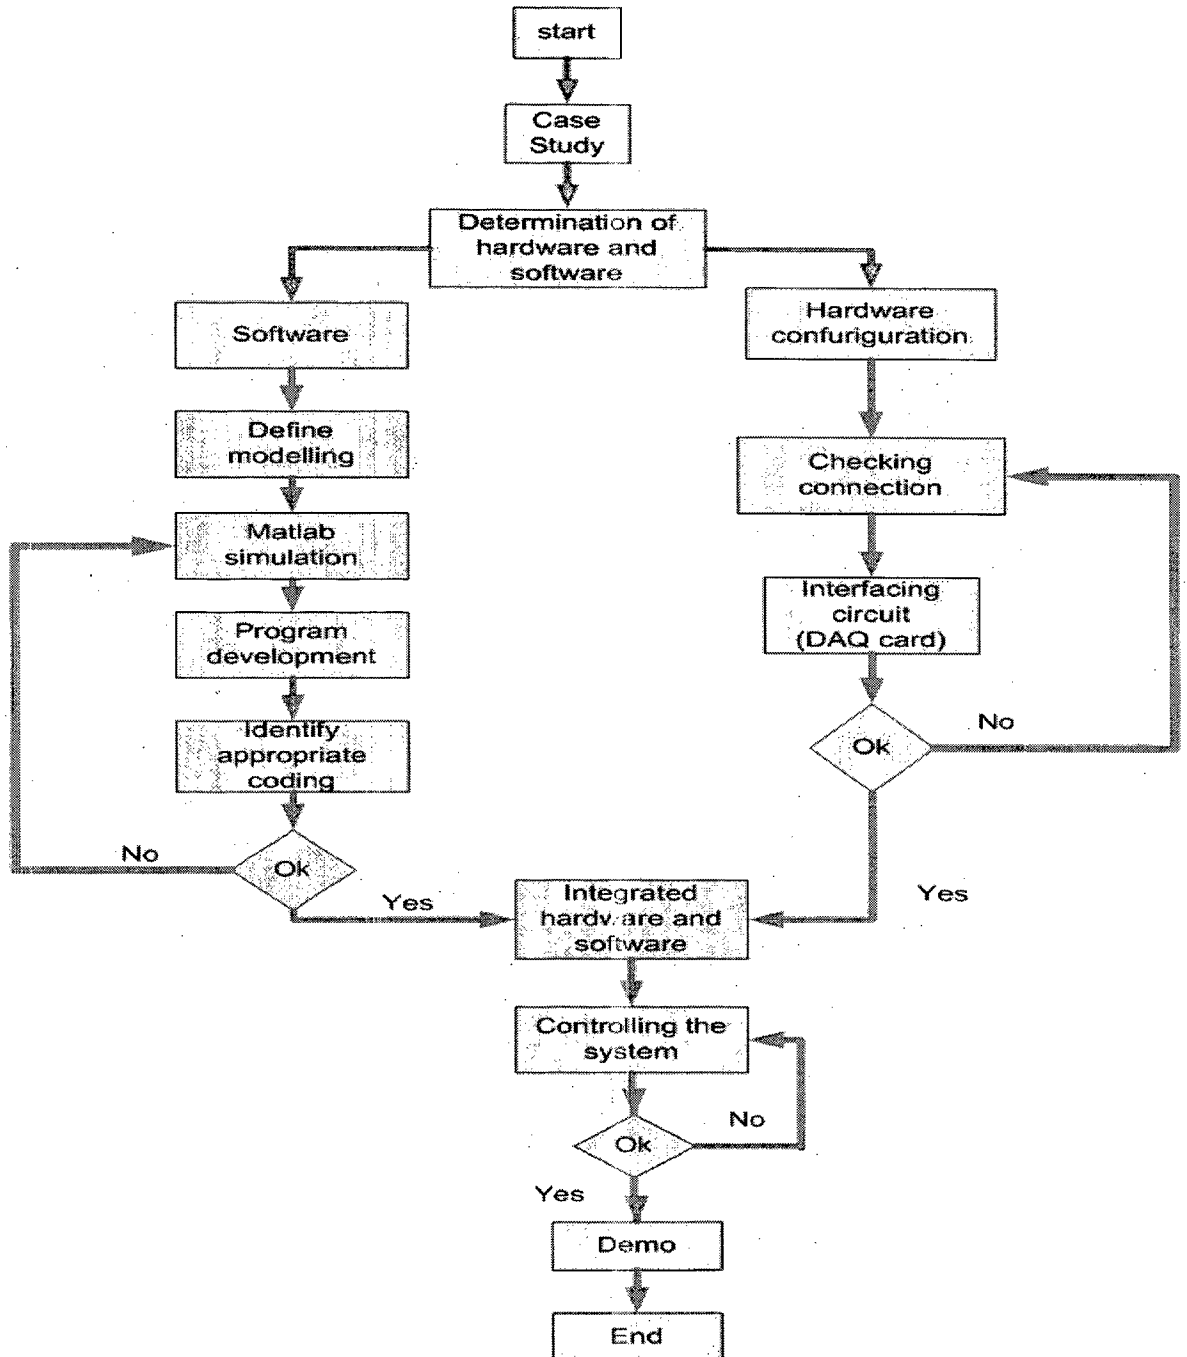 start
Case
Study
Determination of
hardware and
software
Software
Define
modelling
Matlab
simulation
Program
development
Identify
appropriate
coding
Ok
No
Yes
Hardware
confuriguration
Checking
connection
Interfacing
circuit
(DAQ card)
Ok
No
Yes
Integrated
hardware and
software
Controlling the
system
Ok
No
Yes
Demo
End